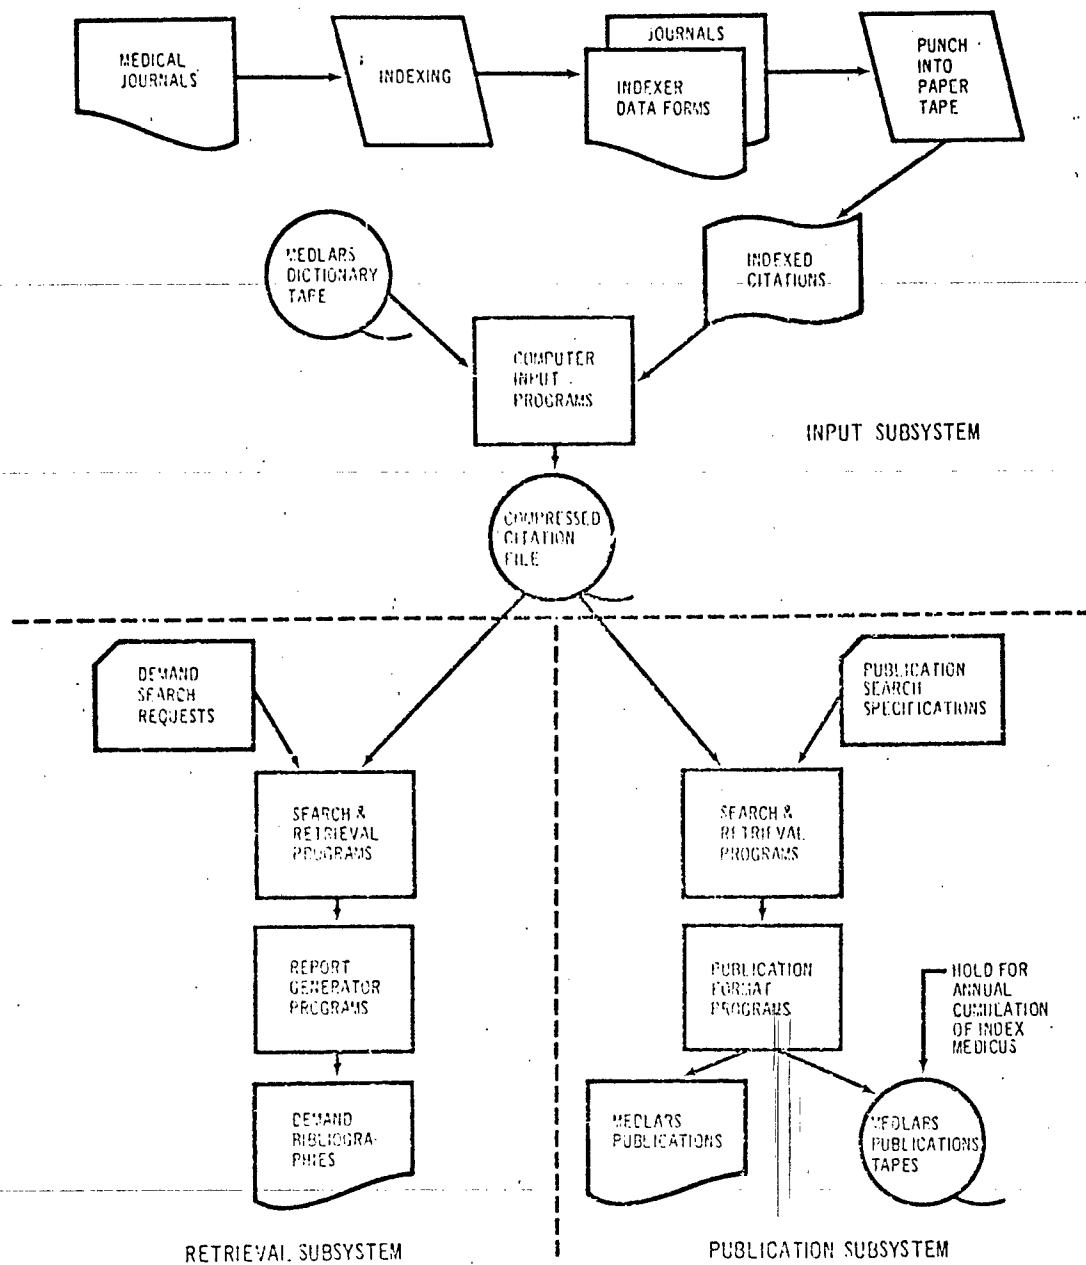 MEDICAL
JOURNALS
INDEXING
JOURNALS
INDEXER
DATA FORMS
PUNCH
INTO
PAPER
TAPE
MEDLARS
DICTIONARY
TAPE
INDEXED
CITATIONS
COMPUTER
INPUT
PROGRAMS
INPUT SUBSYSTEM
COMPRESSED
CITATION
FILE
DEMAND
SEARCH
REQUESTS
PUBLICATION
SEARCH
SPECIFICATIONS
SEARCH &
RETRIEVAL
PROGRAMS
SEARCH &
RETRIEVAL
PROGRAMS
REPORT
GENERATOR
PROGRAMS
PUBLICATION
FORMAT
PROGRAMS
HOLD FOR
ANNUAL
CUMULATION
OF INDEX
MEDICUS
DEMAND
BIBLIOGRA-
PHIES
MEDLARS
PUBLICATIONS
MEDLARS
PUBLICATIONS
TAPES
RETRIEVAL SUBSYSTEM
PUBLICATION SUBSYSTEM